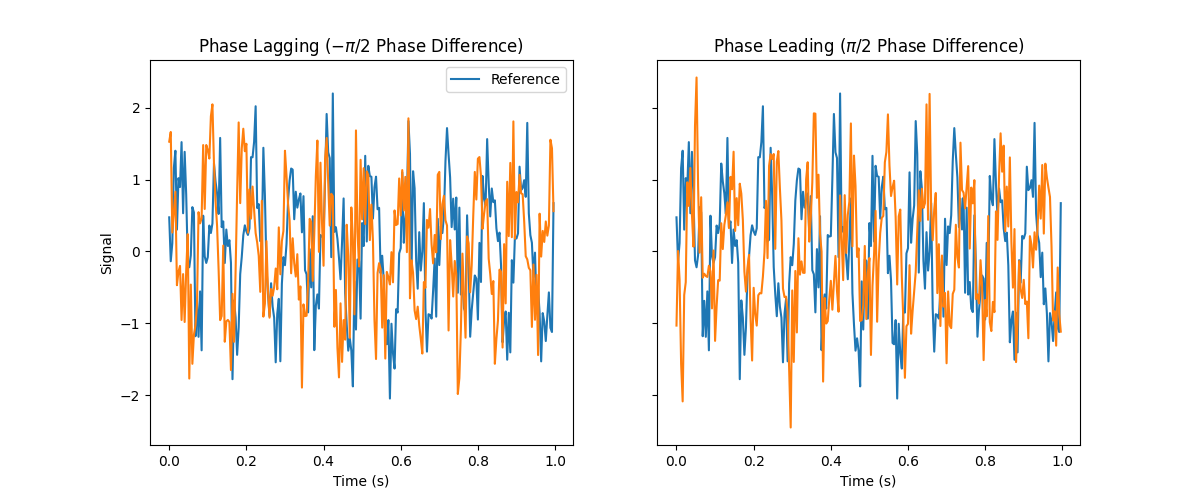 Phase Lagging (−π/2 Phase Difference)
Reference
2
1
0
−1
−2
Signal
0.0 0.2 0.4 0.6 0.8 1.0
Time (s)
Phase Leading (π/2 Phase Difference)
0.0 0.2 0.4 0.6 0.8 1.0
Time (s)